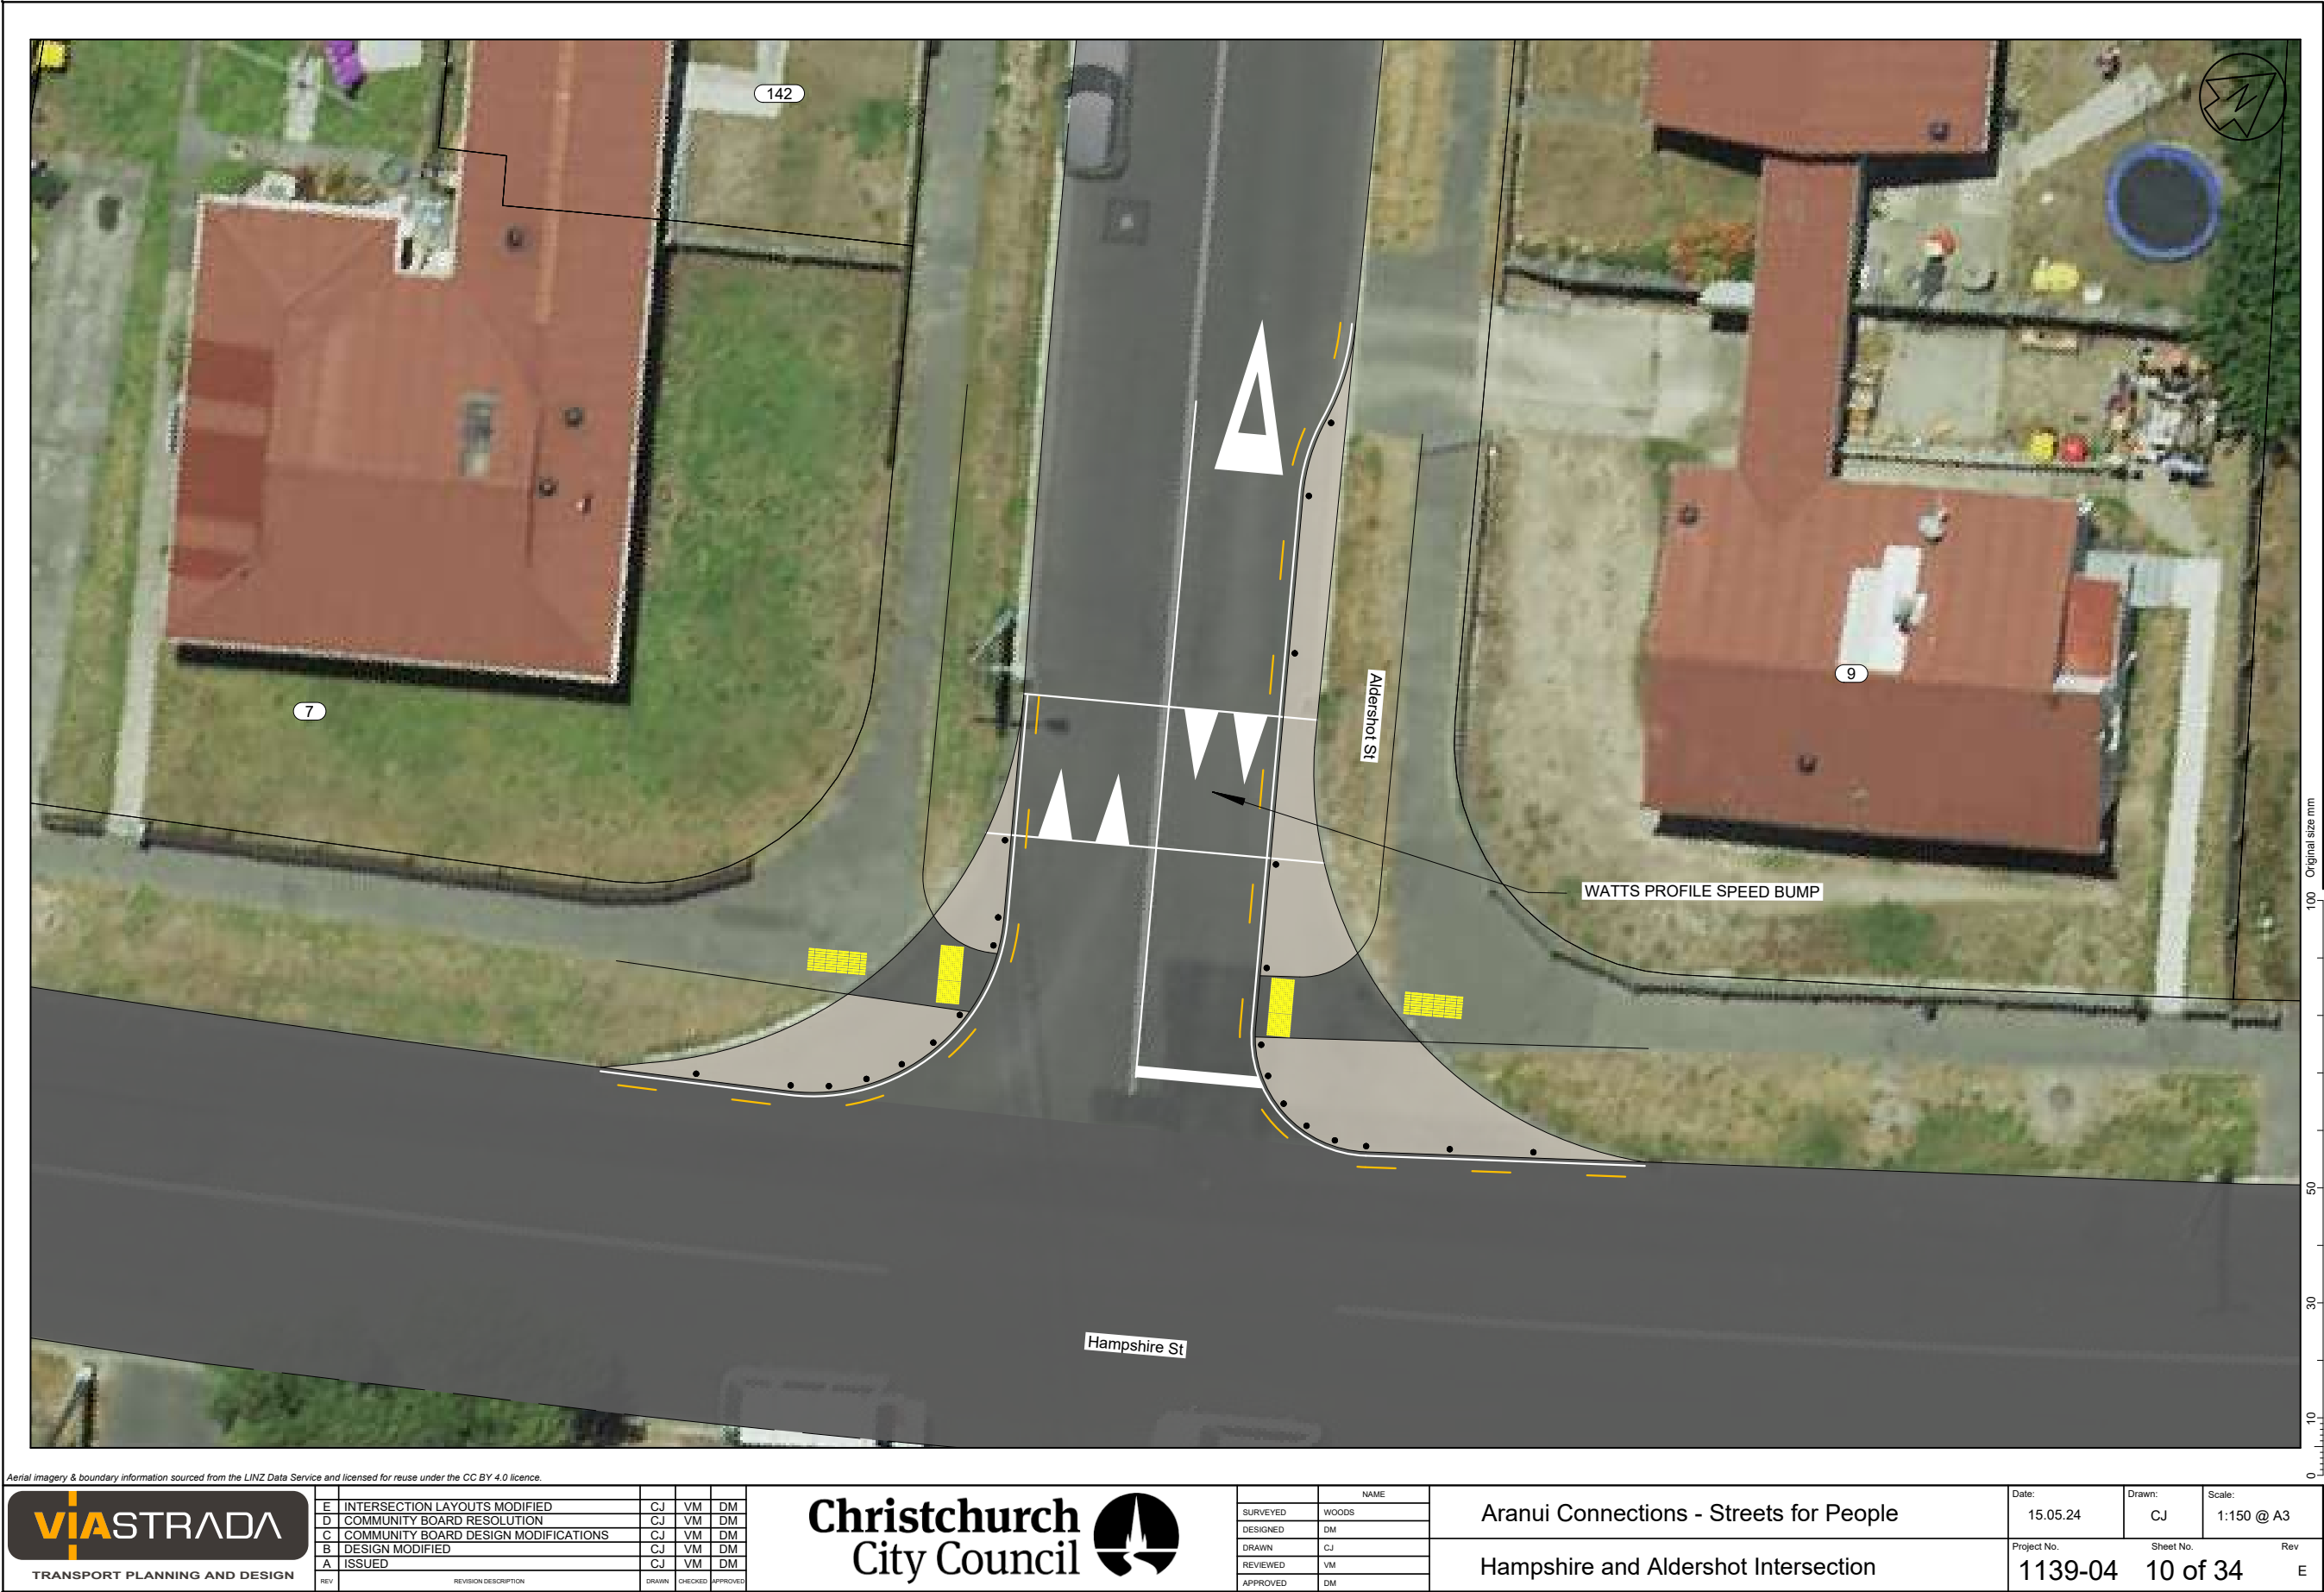 142
7
9
Aldershot St
WATTS PROFILE SPEED BUMP
Hampshire St
Original size mm
100
50
30
10
0
Aerial imagery & boundary information sourced from the LINZ Data Service and licensed for reuse under the CC BY 4.0 licence.
VIASTRADA
TRANSPORT PLANNING AND DESIGN
E INTERSECTION LAYOUTS MODIFIED CJ VM DM
D COMMUNITY BOARD RESOLUTION CJ VM DM
C COMMUNITY BOARD DESIGN MODIFICATIONS CJ VM DM
B DESIGN MODIFIED CJ VM DM
A ISSUED CJ VM DM
REV REVISION DESCRIPTION DRAWN CHECKED APPROVED
Christchurch
City Council
NAME
SURVEYED WOODS
DESIGNED DM
DRAWN CJ
REVIEWED VM
APPROVED DM
Aranui Connections - Streets for People
Hampshire and Aldershot Intersection
Date: Drawn: Scale:
15.05.24 CJ 1:150 @ A3
Project No. Sheet No. Rev
1139-04 10 of 34 E